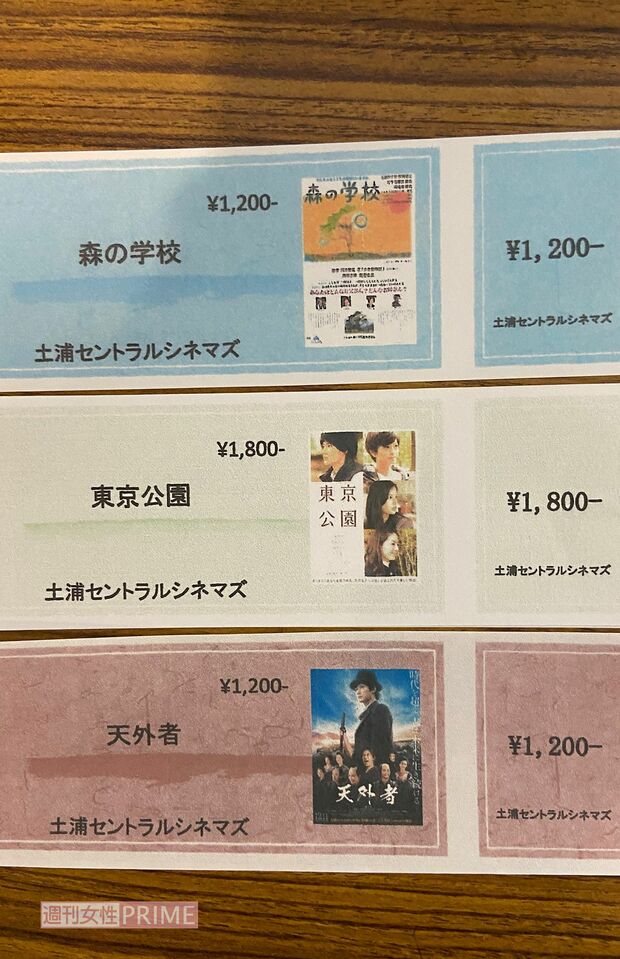 ¥1,200-
森の学校
森の学校
土浦セントラルシネマズ
¥1,200-
土浦セントラルシネマズ
¥1,800-
東京公園
東京
公園
土浦セントラルシネマズ
¥1,800-
土浦セントラルシネマズ
¥1,200-
天外者
天外者
土浦セントラルシネマズ
¥1,200-
土浦セントラルシネマズ
週刊女性PRIME